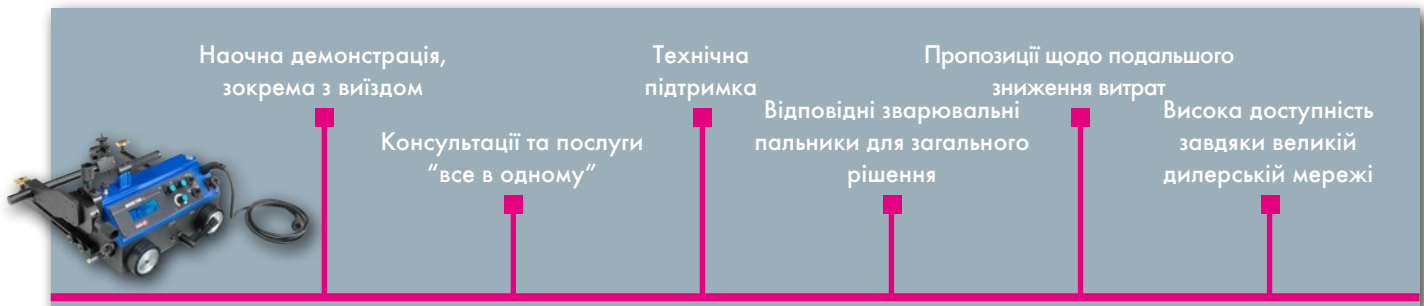 Наочна демонстрація,
зокрема з виїздом
Консультації та послуги
“все в одному”
Технічна
підтримка
Відповідні зварювальні
пальники для загального
рішення
Пропозиції щодо подальшого
зниження витрат
Висока доступність
завдяки великій
дилерській мережі